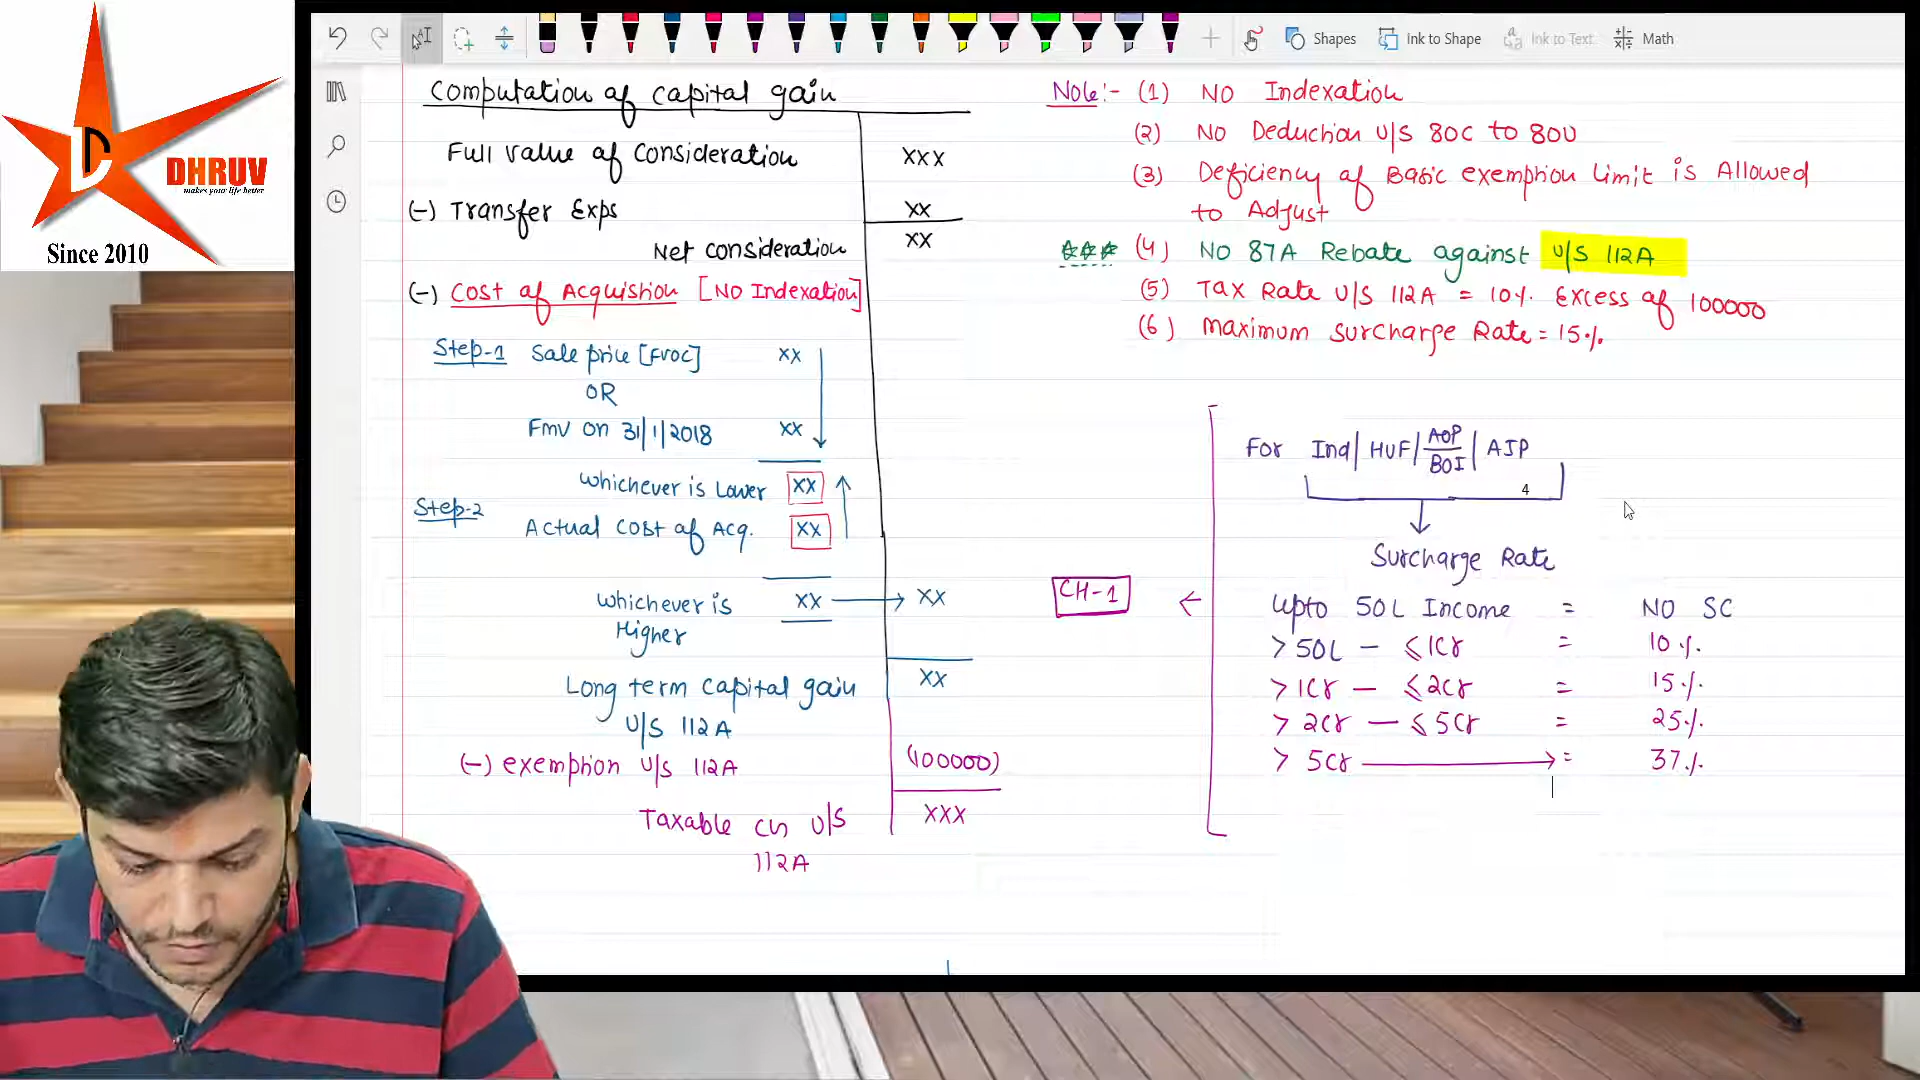 DC
DHRUV
makes your life better
Since 2010
Shapes
Ink to Shape
Ink to Text
Math
Computation of capital gain
Full Value of Consideration XXX
(-) Transfer Exps XX
Net consideration XX
(-) Cost of Acquistion [NO Indexation]
Step-1 Sale price [FVOC] XX
OR
FMV on 31/1/2018 XX
whichever is Lower XX
Step-2
Actual cost of Acq. XX
whichever is XX → XX
Higher
Long term capital gain XX
U/S 112A
(-) exemption U/S 112A (100000)
Taxable CG U/S XXX
112A
Note:- (1) NO Indexation
(2) NO Deduction U/S 80C to 80U
(3) Deficiency of Basic exemption Limit is Allowed
to Adjust
*** (4) NO 87A Rebate against U/S 112A
(5) Tax Rate U/S 112A = 10% Excess of 100000
(6) Maximum Surcharge Rate = 15%
For Ind | HUF | AOP/BOI | AJP
4
Surcharge Rate
CH-1 ←
Upto 50L Income = NO SC
> 50L - ≤ 1Cr = 10%
> 1Cr - ≤ 2Cr = 15%
> 2Cr - ≤ 5Cr = 25%
> 5Cr → = 37%